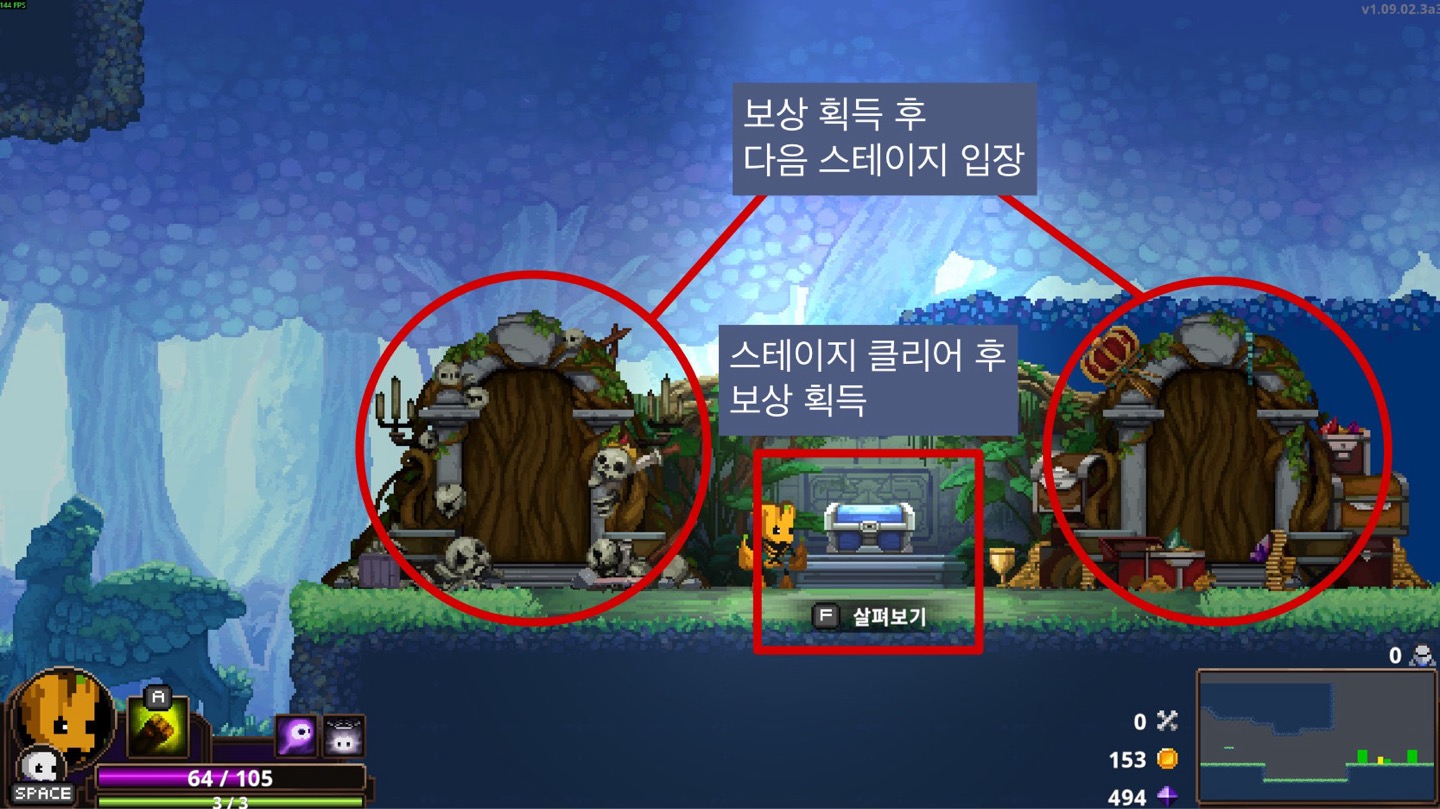 144 FPS
v1.09.02.3a3
보상 획득 후
다음 스테이지 입장
스테이지 클리어 후
보상 획득
F 살펴보기
0
A
0
153
64 / 105
SPACE
3 / 3
494